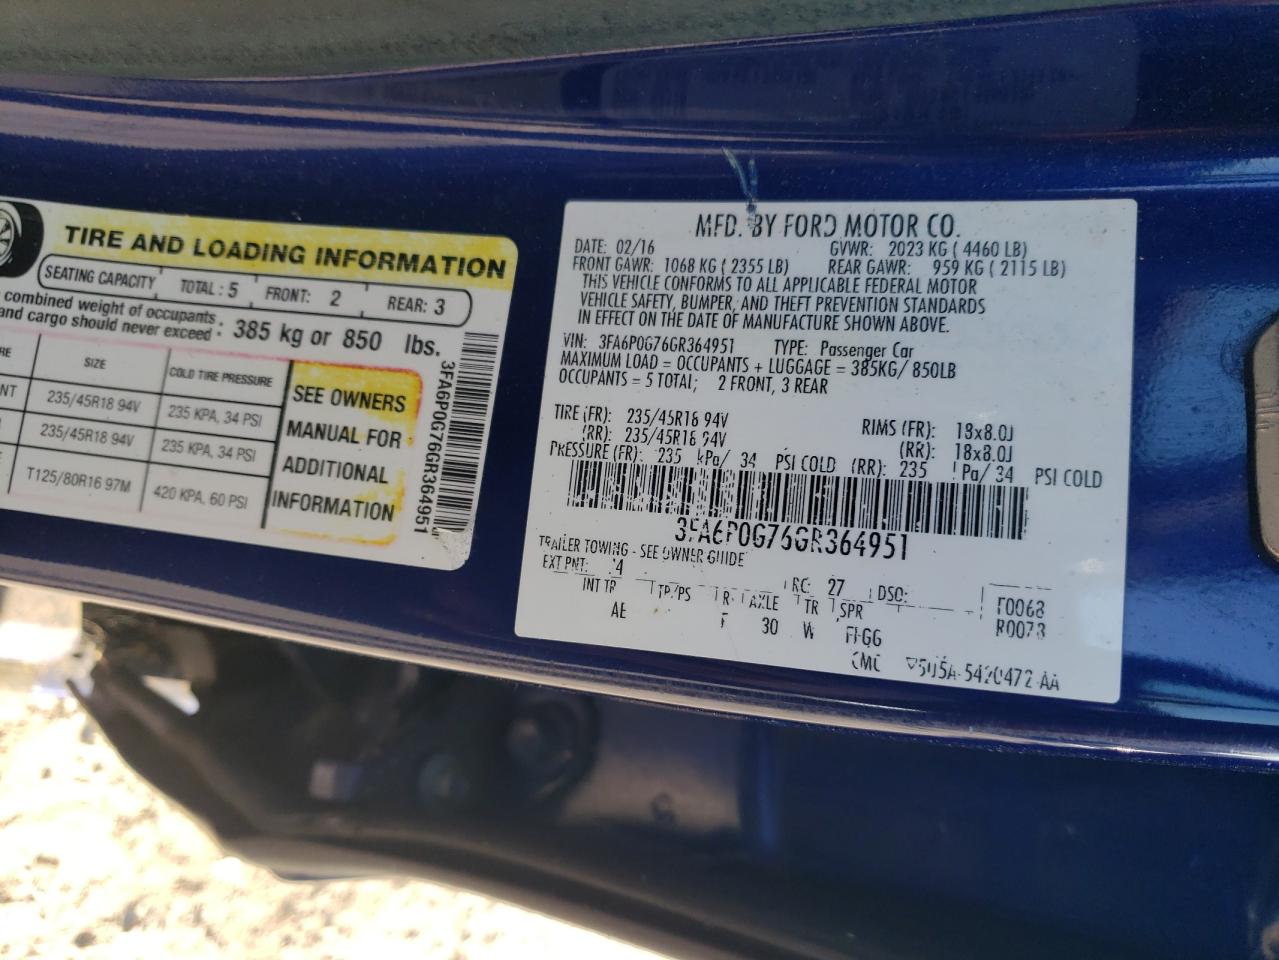 TIRE AND LOADING INFORMATION
SEATING CAPACITY TOTAL: 5 FRONT: 2 REAR: 3
combined weight of occupants
and cargo should never exceed : 385 kg or 850 lbs.
SIZE COLD TIRE PRESSURE
235/45R18 94V 235 KPA, 34 PSI
235/45R18 94V 235 KPA, 34 PSI
T125/80R16 97M 420 KPA, 60 PSI
SEE OWNERS
MANUAL FOR
ADDITIONAL
INFORMATION
3FA6P0G76GR364951
MFD. BY FORD MOTOR CO.
DATE: 02/16 GVWR: 2023 KG ( 4460 LB)
FRONT GAWR: 1068 KG ( 2355 LB) REAR GAWR: 959 KG ( 2115 LB)
THIS VEHICLE CONFORMS TO ALL APPLICABLE FEDERAL MOTOR
VEHICLE SAFETY, BUMPER, AND THEFT PREVENTION STANDARDS
IN EFFECT ON THE DATE OF MANUFACTURE SHOWN ABOVE.
VIN: 3FA6P0G76GR364951 TYPE: Passenger Car
MAXIMUM LOAD = OCCUPANTS + LUGGAGE = 385KG/ 850LB
OCCUPANTS = 5 TOTAL; 2 FRONT, 3 REAR
TIRE (FR): 235/45R18 94V RIMS (FR): 18x8.0J
(RR): 235/45R18 94V (RR): 18x8.0J
PRESSURE (FR): 235 kPa/ 34 PSI COLD (RR): 235 kPa/ 34 PSI COLD
3FA6P0G76GR364951
TRAILER TOWING - SEE OWNER GUIDE
EXT PNT: RC: 27 DSO:
INT TR TP/PS R AXLE TR SPR F0068
AE F 30 W FFGG R0073